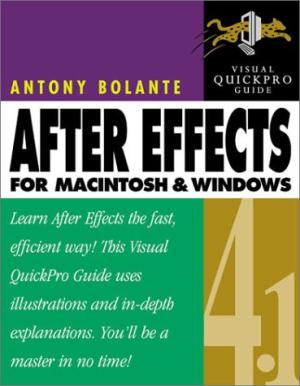 VISUAL
QUICKPRO
GUIDE
ANTONY BOLANTE
AFTER EFFECTS
FOR MACINTOSH & WINDOWS
Learn After Effects the fast,
efficient way! This Visual
QuickPro Guide uses
illustrations and in-depth
explanations. You'll be a
master in no time!
4.1